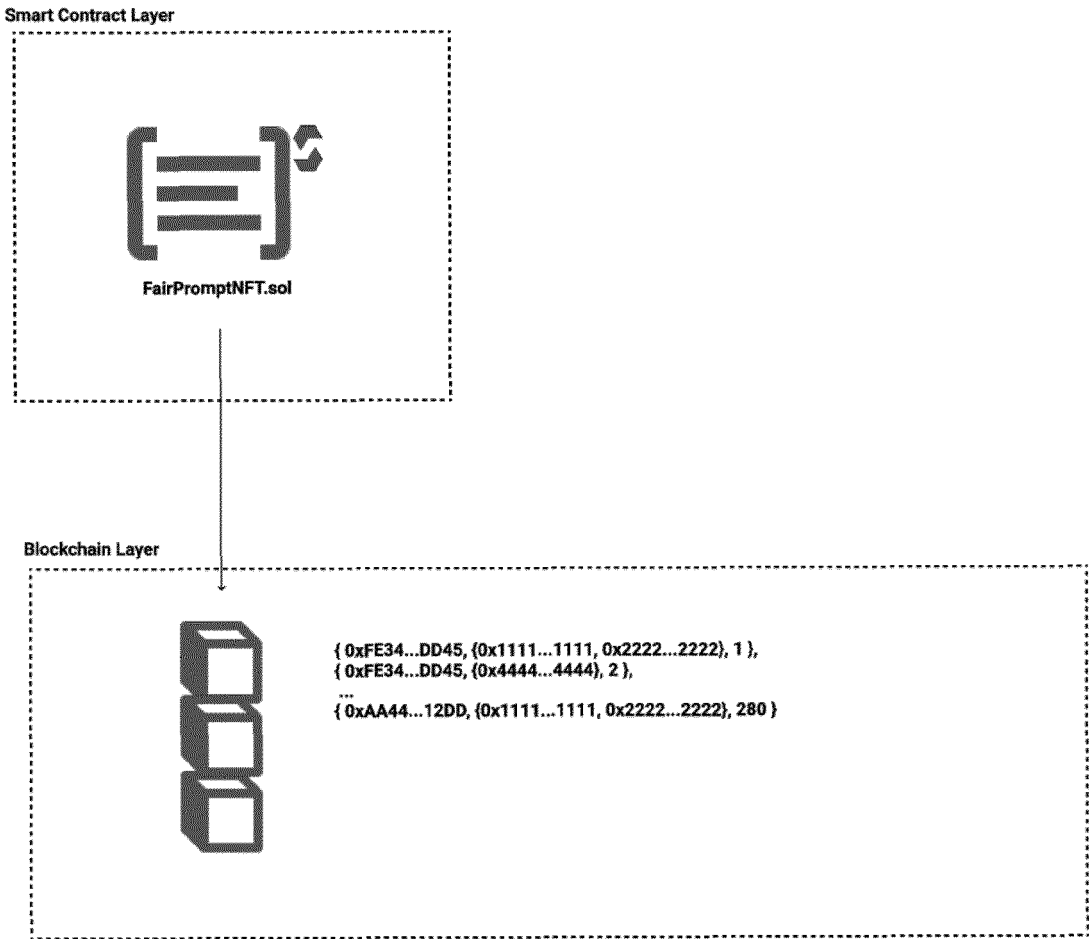 Smart Contract Layer
FairPromptNFT.sol
Blockchain Layer
{ 0xFE34...DD45, {0x1111...1111, 0x2222...2222}, 1 },
{ 0xFE34...DD45, {0x4444...4444}, 2 },
...
{ 0xAA44...12DD, {0x1111...1111, 0x2222...2222}, 280 }